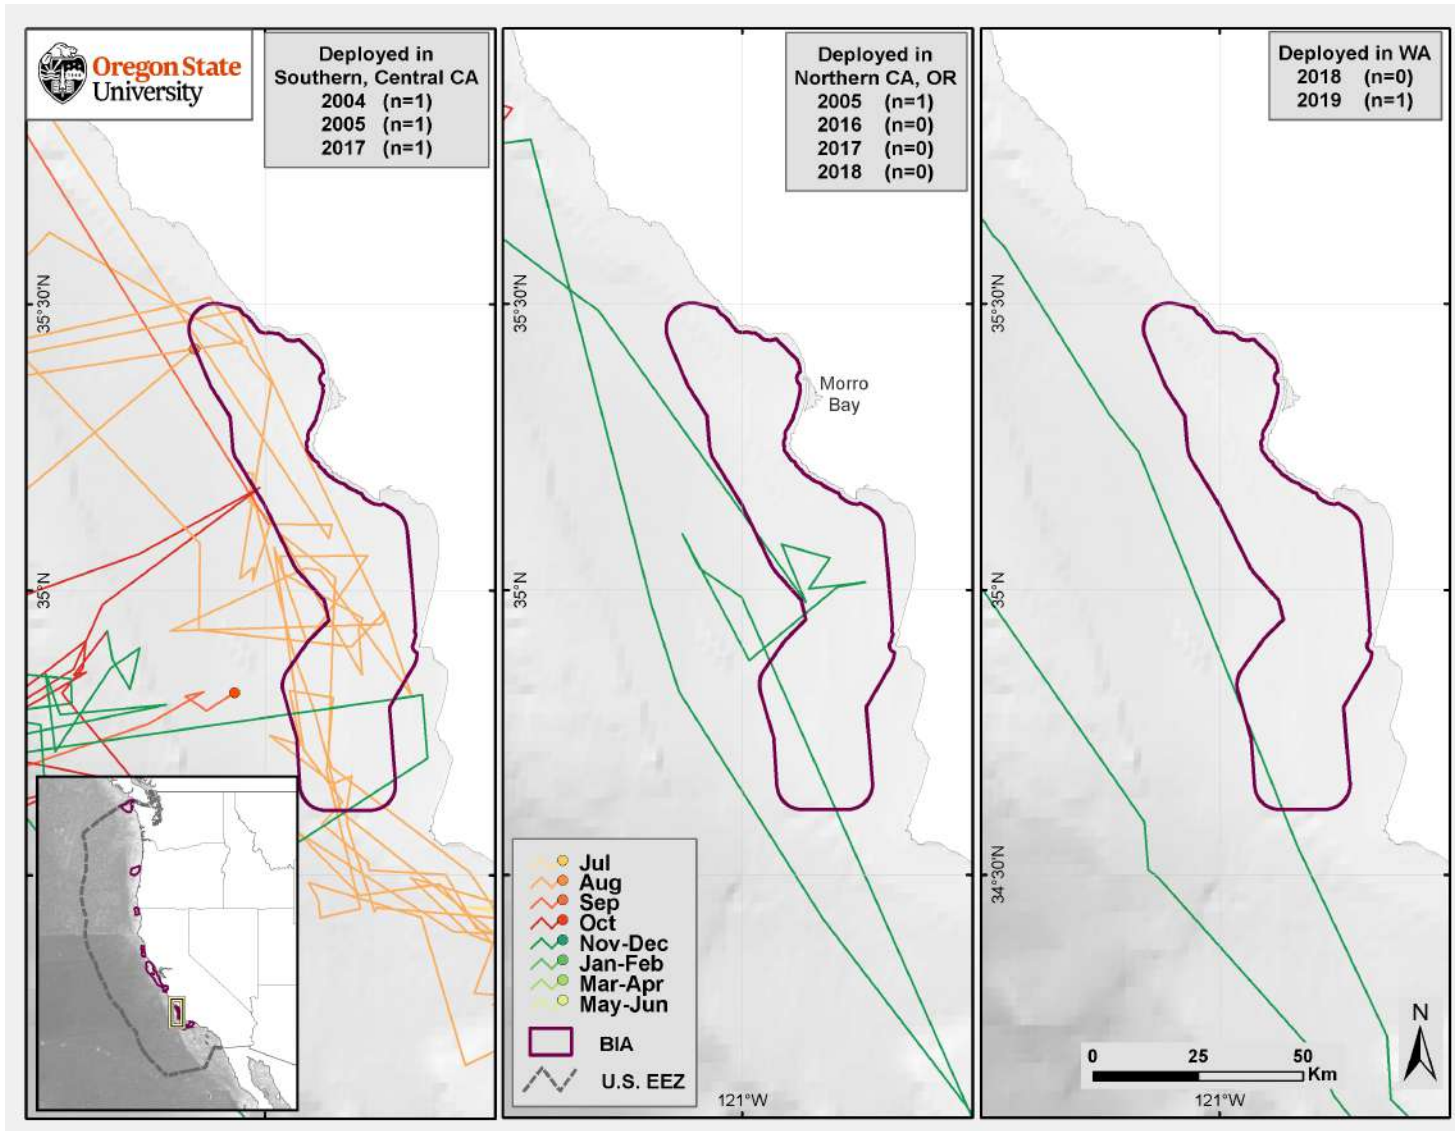 Oregon State
University
Deployed in
Southern, Central CA
2004 (n=1)
2005 (n=1)
2017 (n=1)
35°30'N
35°N
Deployed in
Northern CA, OR
2005 (n=1)
2016 (n=0)
2017 (n=0)
2018 (n=0)
35°30'N
Morro
Bay
35°N
Jul
Aug
Sep
Oct
Nov-Dec
Jan-Feb
Mar-Apr
May-Jun
BIA
U.S. EEZ
121°W
Deployed in WA
2018 (n=0)
2019 (n=1)
35°30'N
35°N
34°30'N
N
0 25 50
Km
121°W